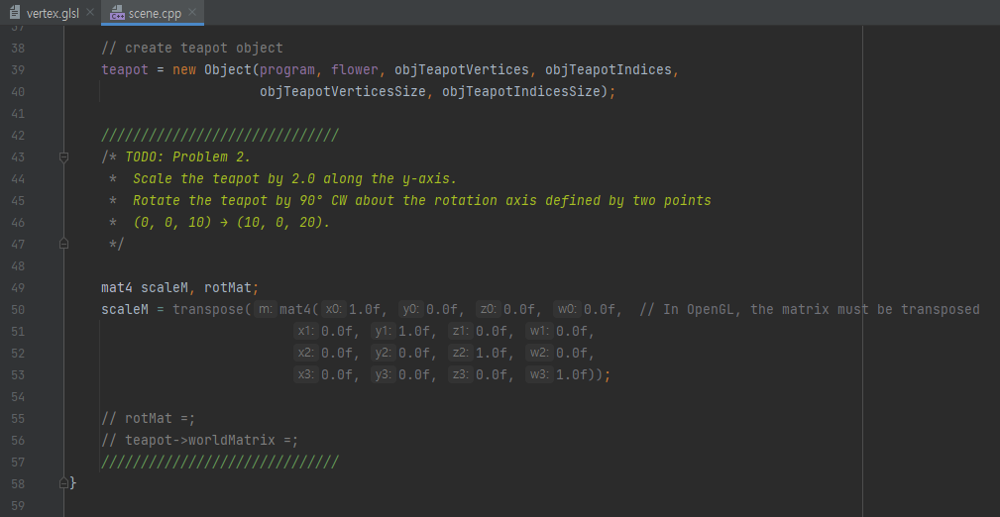 vertex.glsl × scene.cpp ×
37
38 // create teapot object
39 teapot = new Object(program, flower, objTeapotVertices, objTeapotIndices,
40 objTeapotVerticesSize, objTeapotIndicesSize);
41
42 //////////////////////////////
43 /* TODO: Problem 2.
44 * Scale the teapot by 2.0 along the y-axis.
45 * Rotate the teapot by 90° CW about the rotation axis defined by two points
46 * (0, 0, 10) → (10, 0, 20).
47 */
48
49 mat4 scaleM, rotMat;
50 scaleM = transpose( m: mat4( x0: 1.0f, y0: 0.0f, z0: 0.0f, w0: 0.0f, // In OpenGL, the matrix must be transposed
51 x1: 0.0f, y1: 1.0f, z1: 0.0f, w1: 0.0f,
52 x2: 0.0f, y2: 0.0f, z2: 1.0f, w2: 0.0f,
53 x3: 0.0f, y3: 0.0f, z3: 0.0f, w3: 1.0f));
54
55 // rotMat =;
56 // teapot->worldMatrix =;
57 //////////////////////////////
58 }
59